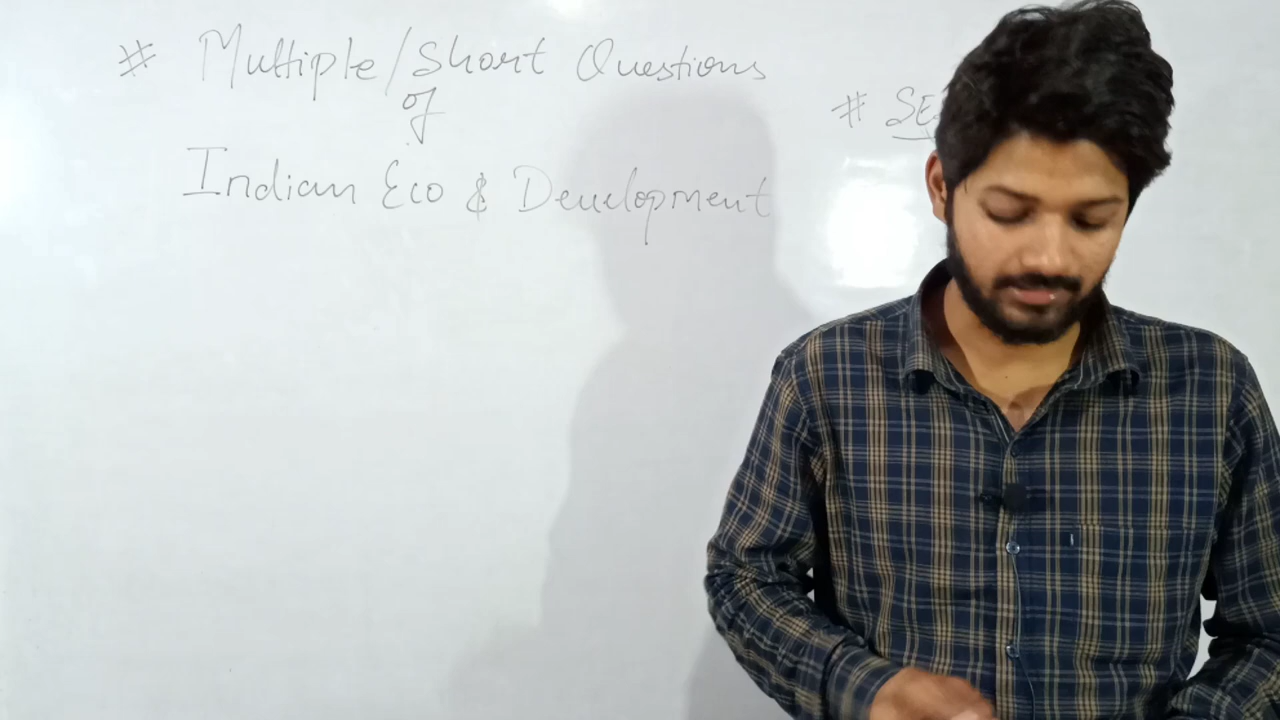 # Multiple/Short Questions
of
Indian Eco & Development
# SE